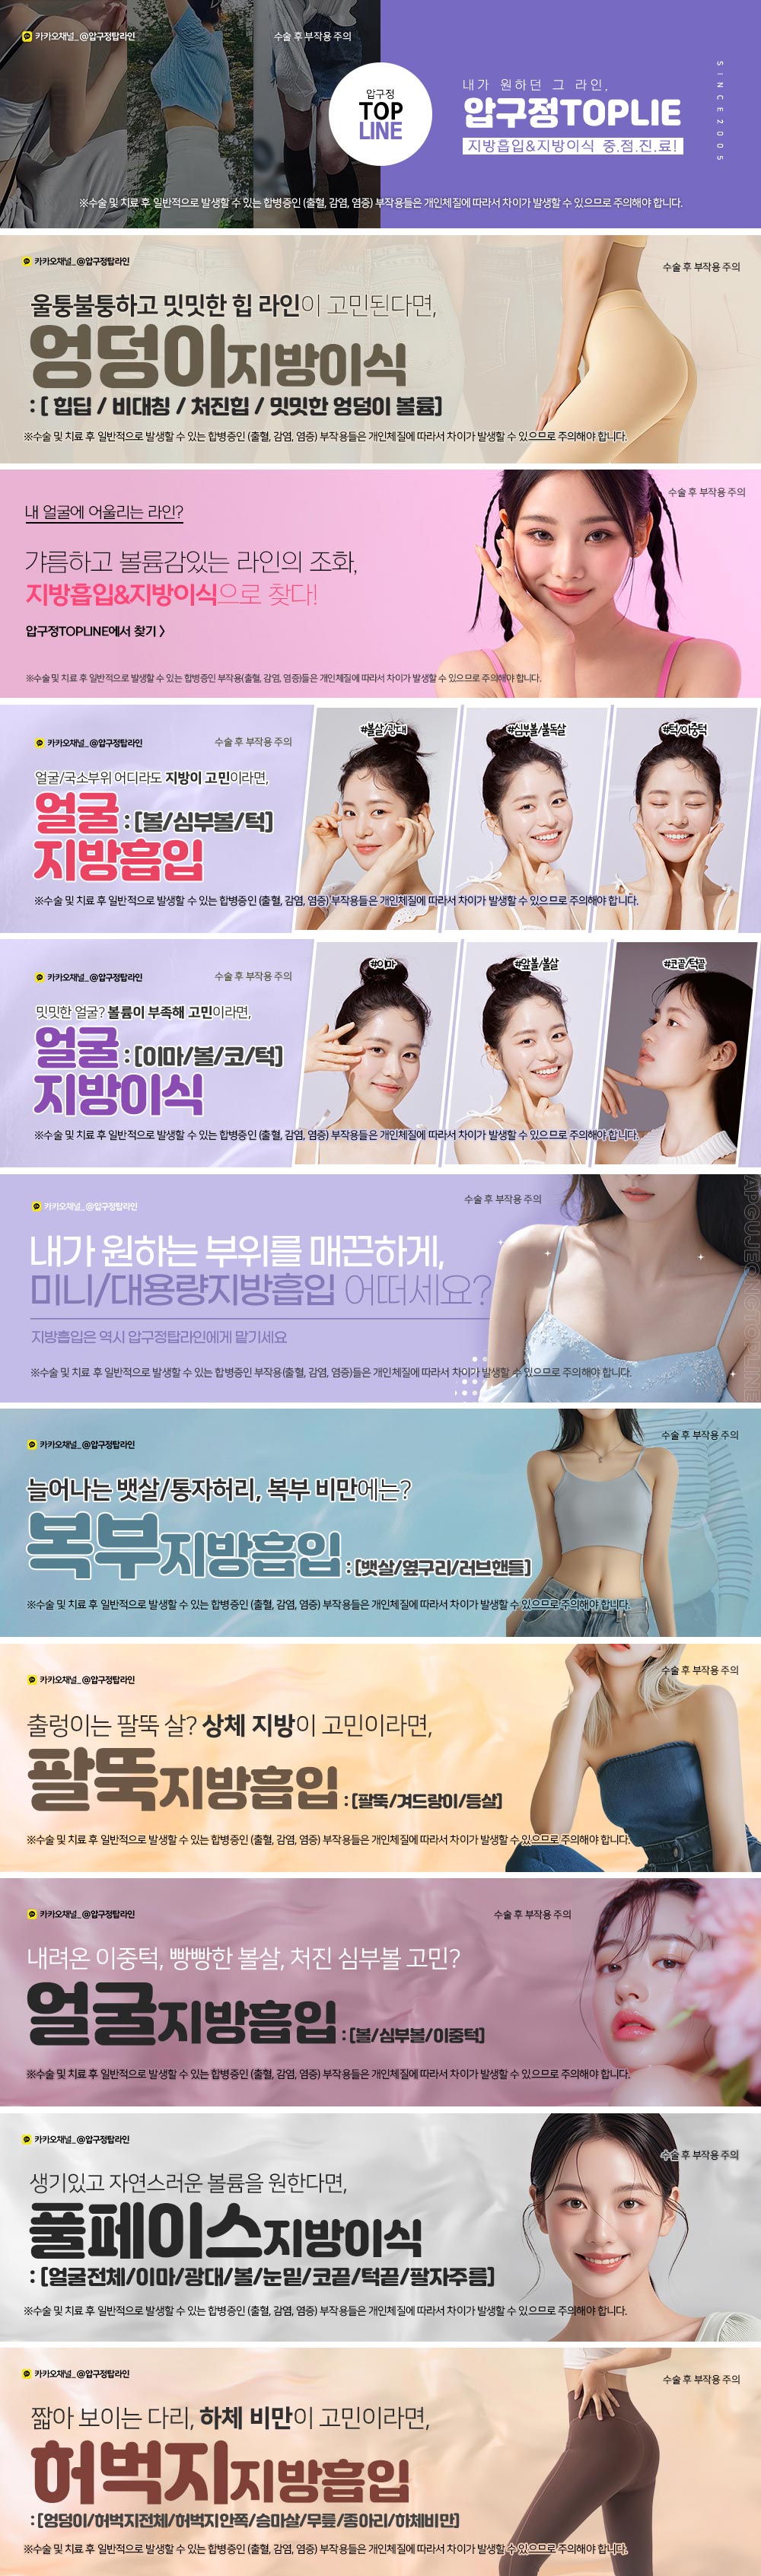 카카오채널_@압구정탑라인
수술 후 부작용 주의
압구정
TOP
LINE
내가 원하던 그 라인,
압구정TOPLIE
지방흡입&지방이식 중.점.진.료!
SINCE2005
※수술 및 치료 후 일반적으로 발생할 수 있는 합병증인 (출혈, 감염, 염증) 부작용들은 개인체질에 따라서 차이가 발생할 수 있으므로 주의해야 합니다.
카카오채널_@압구정탑라인
수술 후 부작용 주의
울퉁불퉁하고 밋밋한 힙 라인이 고민된다면,
엉덩이지방이식
: [ 힙딥 / 비대칭 / 처진힙 / 밋밋한 엉덩이 볼륨]
※수술 및 치료 후 일반적으로 발생할 수 있는 합병증인 (출혈, 감염, 염증) 부작용들은 개인체질에 따라서 차이가 발생할 수 있으므로 주의해야 합니다.
수술 후 부작용 주의
내 얼굴에 어울리는 라인?
갸름하고 볼륨감있는 라인의 조화,
지방흡입&지방이식으로 찾다!
압구정TOPLINE에서 찾기 >
※수술 및 치료 후 일반적으로 발생할 수 있는 합병증인 부작용(출혈, 감염, 염증)들은 개인체질에 따라서 차이가 발생할 수 있으므로 주의해야 합니다.
카카오채널_@압구정탑라인
수술 후 부작용 주의
#볼살/광대
#심부볼/볼독살
#턱/이중턱
얼굴/국소부위 어디라도 지방이 고민이라면,
얼굴 : [볼/심부볼/턱]
지방흡입
※수술 및 치료 후 일반적으로 발생할 수 있는 합병증인 (출혈, 감염, 염증) 부작용들은 개인체질에 따라서 차이가 발생할 수 있으므로 주의해야 합니다.
카카오채널_@압구정탑라인
수술 후 부작용 주의
#이마
#앞볼/볼살
#코끝/턱끝
밋밋한 얼굴? 볼륨이 부족해 고민이라면,
얼굴 : [이마/볼/코/턱]
지방이식
※수술 및 치료 후 일반적으로 발생할 수 있는 합병증인 (출혈, 감염, 염증) 부작용들은 개인체질에 따라서 차이가 발생할 수 있으므로 주의해야 합니다.
카카오채널_@압구정탑라인
수술 후 부작용 주의
내가 원하는 부위를 매끈하게,
미니/대용량지방흡입 어떠세요?
지방흡입은 역시 압구정탑라인에게 맡기세요
APGUJEONGTOPLINE
※수술 및 치료 후 일반적으로 발생할 수 있는 합병증인 부작용(출혈, 감염, 염증)들은 개인체질에 따라서 차이가 발생할 수 있으므로 주의해야 합니다.
카카오채널_@압구정탑라인
수술 후 부작용 주의
늘어나는 뱃살/통자허리, 복부 비만에는?
복부지방흡입 : [뱃살/옆구리/러브핸들]
※수술 및 치료 후 일반적으로 발생할 수 있는 합병증인 (출혈, 감염, 염증) 부작용들은 개인체질에 따라서 차이가 발생할 수 있으므로 주의해야 합니다.
카카오채널_@압구정탑라인
수술 후 부작용 주의
출렁이는 팔뚝 살? 상체 지방이 고민이라면,
팔뚝지방흡입 : [팔뚝/겨드랑이/등살]
※수술 및 치료 후 일반적으로 발생할 수 있는 합병증인 (출혈, 감염, 염증) 부작용들은 개인체질에 따라서 차이가 발생할 수 있으므로 주의해야 합니다.
카카오채널_@압구정탑라인
수술 후 부작용 주의
내려온 이중턱, 빵빵한 볼살, 처진 심부볼 고민?
얼굴지방흡입 : [볼/심부볼/이중턱]
※수술 및 치료 후 일반적으로 발생할 수 있는 합병증인 (출혈, 감염, 염증) 부작용들은 개인체질에 따라서 차이가 발생할 수 있으므로 주의해야 합니다.
카카오채널_@압구정탑라인
수술 후 부작용 주의
생기있고 자연스러운 볼륨을 원한다면,
풀페이스지방이식
: [얼굴전체/이마/광대/볼/눈밑/코끝/턱끝/팔자주름]
※수술 및 치료 후 일반적으로 발생할 수 있는 합병증인 (출혈, 감염, 염증) 부작용들은 개인체질에 따라서 차이가 발생할 수 있으므로 주의해야 합니다.
카카오채널_@압구정탑라인
수술 후 부작용 주의
짧아 보이는 다리, 하체 비만이 고민이라면,
허벅지지방흡입
: [엉덩이/허벅지전체/허벅지안쪽/승마살/무릎/종아리/하체비만]
※수술 및 치료 후 일반적으로 발생할 수 있는 합병증인 (출혈, 감염, 염증) 부작용들은 개인체질에 따라서 차이가 발생할 수 있으므로 주의해야 합니다.